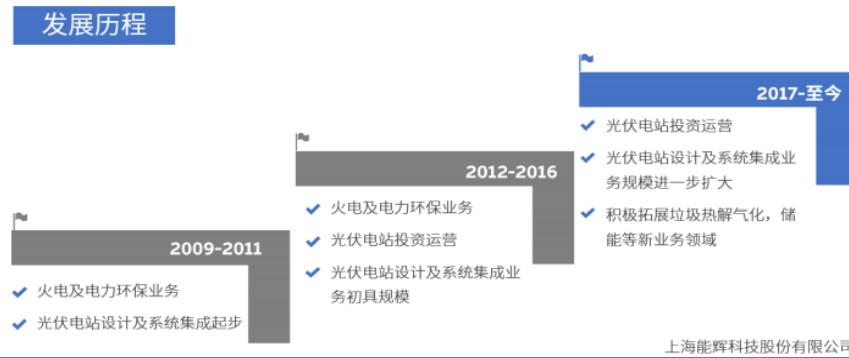 发展历程
2009-2011
火电及电力环保业务
光伏电站设计及系统集成起步
2012-2016
火电及电力环保业务
光伏电站投资运营
光伏电站设计及系统集成业
务初具规模
2017-至今
光伏电站投资运营
光伏电站设计及系统集成业
务规模进一步扩大
积极拓展垃圾热解气化，储
能等新业务领域
上海能辉科技股份有限公司